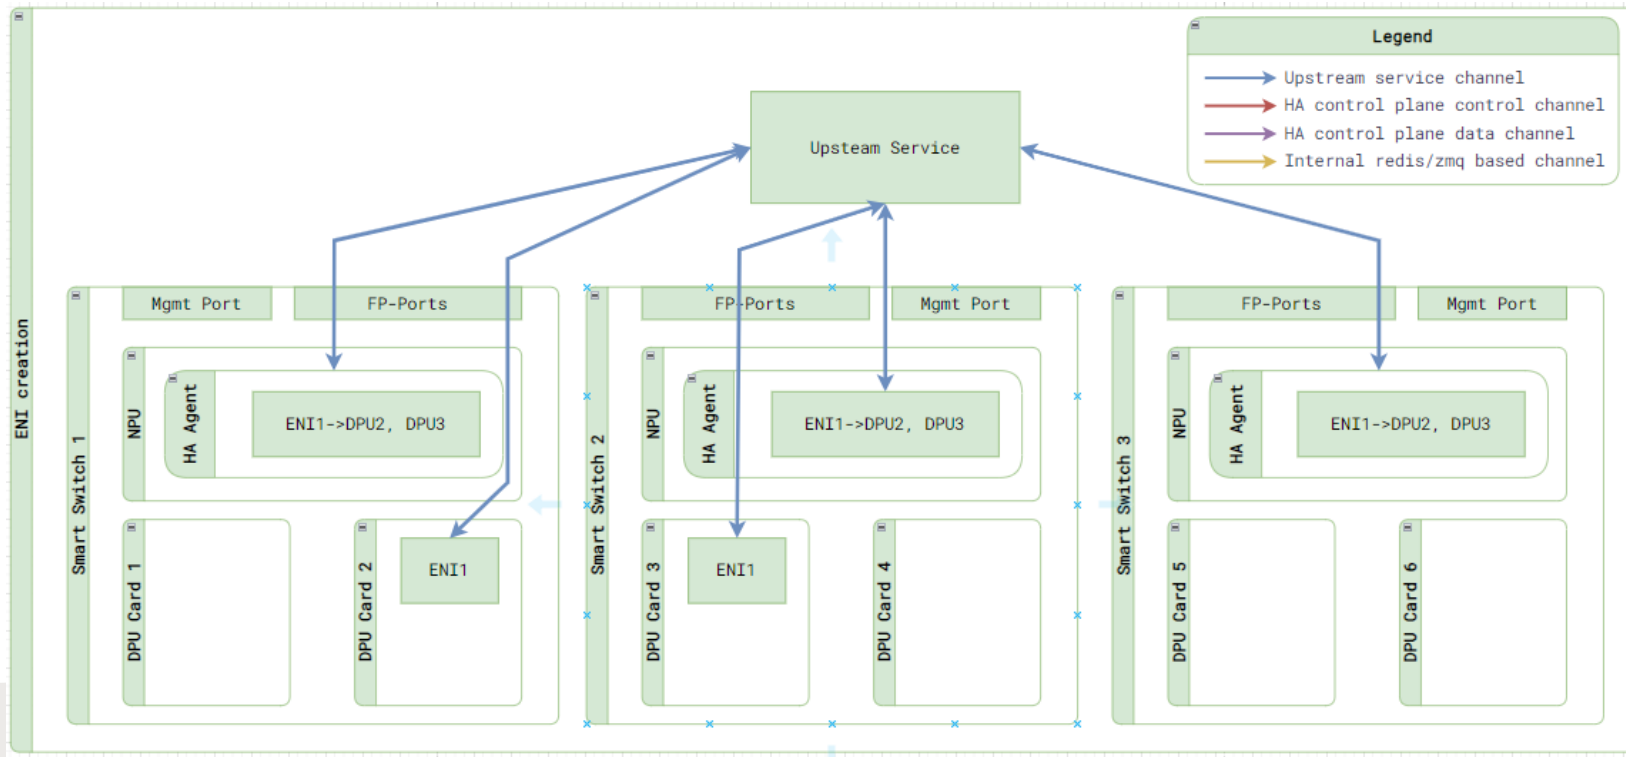 ENI creation
Legend
Upstream service channel
HA control plane control channel
HA control plane data channel
Internal redis/zmq based channel
Upsteam Service
Smart Switch 1
Mgmt Port
FP-Ports
NPU
HA Agent
ENI1->DPU2, DPU3
DPU Card 1
DPU Card 2
ENI1
Smart Switch 2
FP-Ports
Mgmt Port
NPU
HA Agent
ENI1->DPU2, DPU3
DPU Card 3
ENI1
DPU Card 4
Smart Switch 3
FP-Ports
Mgmt Port
NPU
HA Agent
ENI1->DPU2, DPU3
DPU Card 5
DPU Card 6